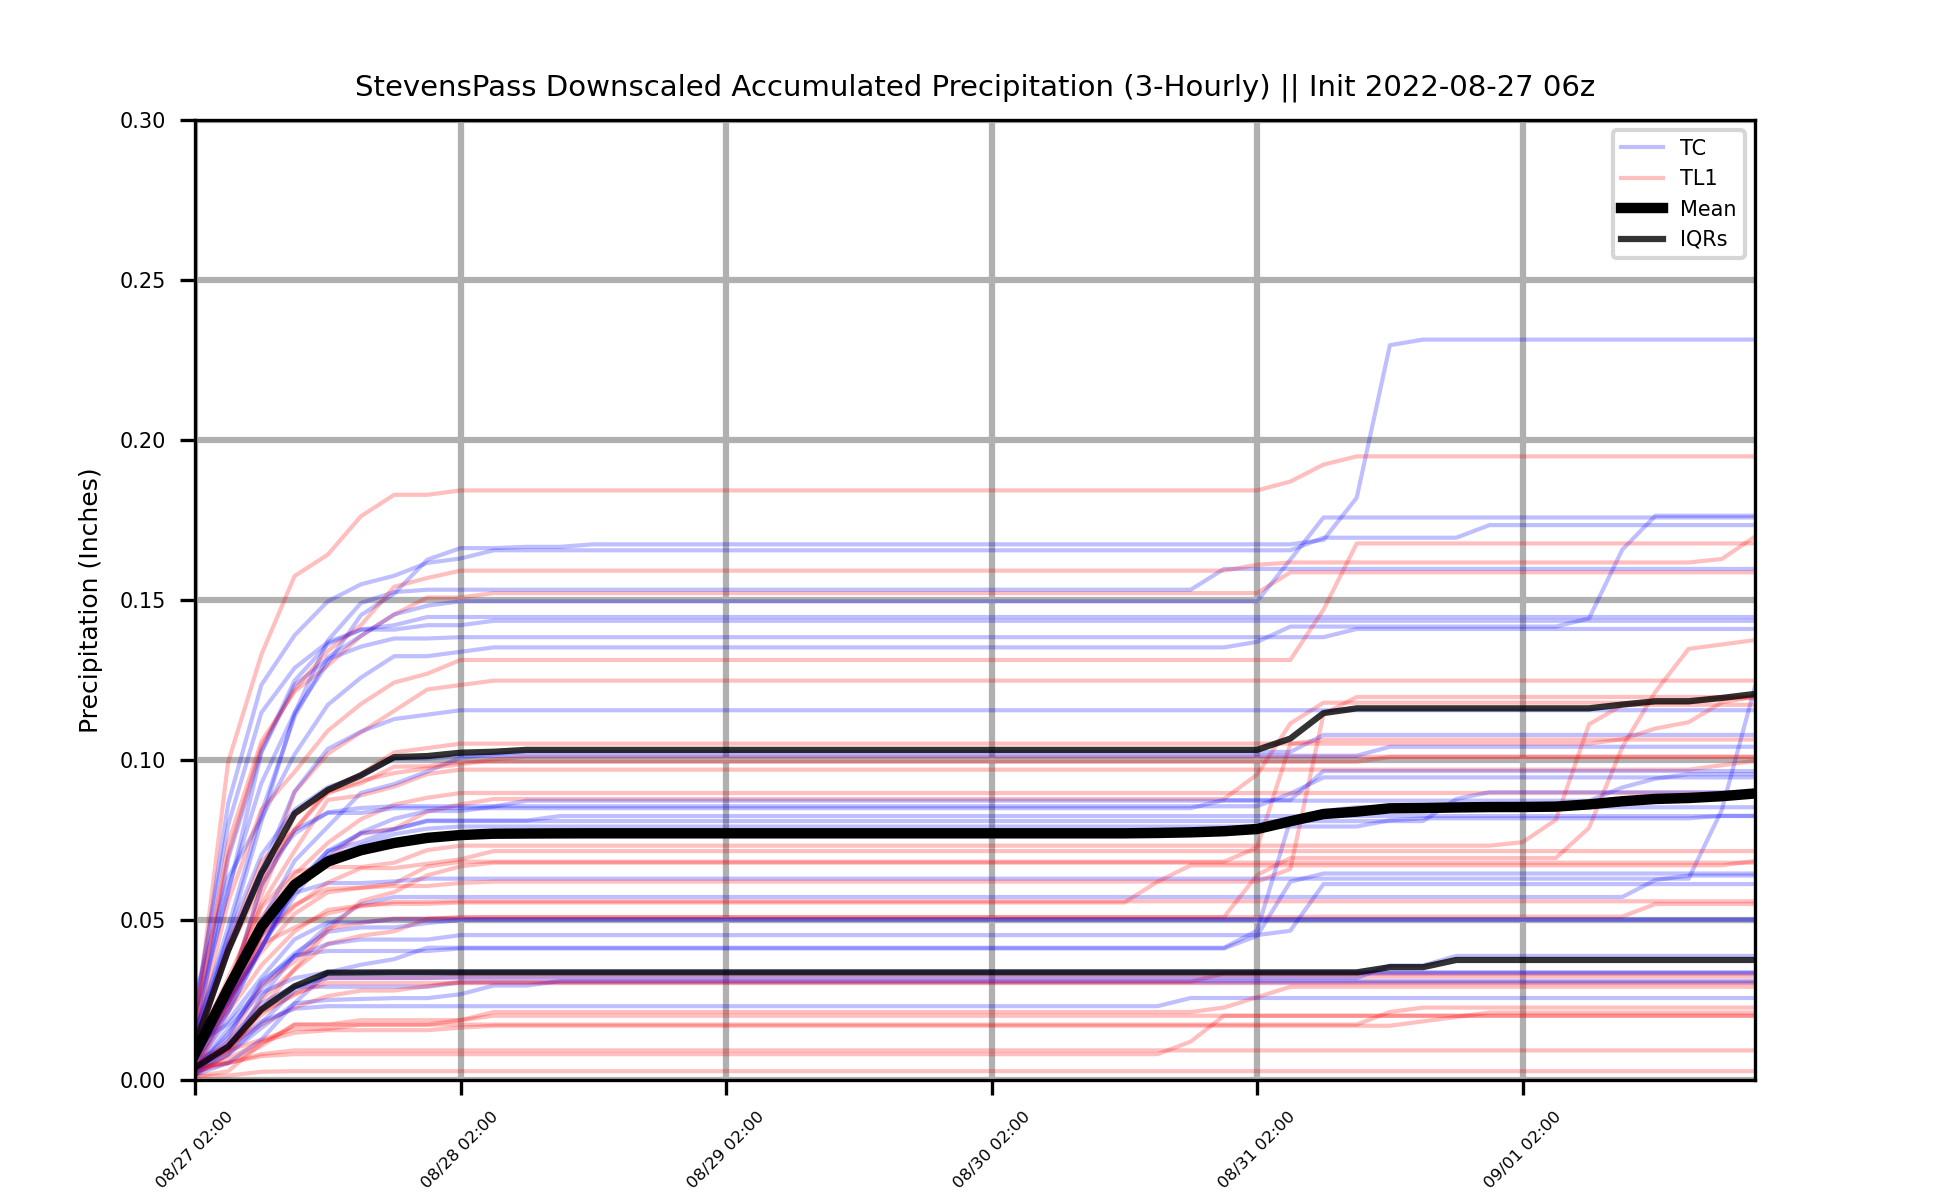 StevensPass Downscaled Accumulated Precipitation (3-Hourly) || Init 2022-08-27 06z
0.30
0.25
0.20
0.15
0.10
0.05
0.00
Precipitation (Inches)
TC
TL1
Mean
IQRs
08/27 02:00
08/28 02:00
08/29 02:00
08/30 02:00
08/31 02:00
09/01 02:00